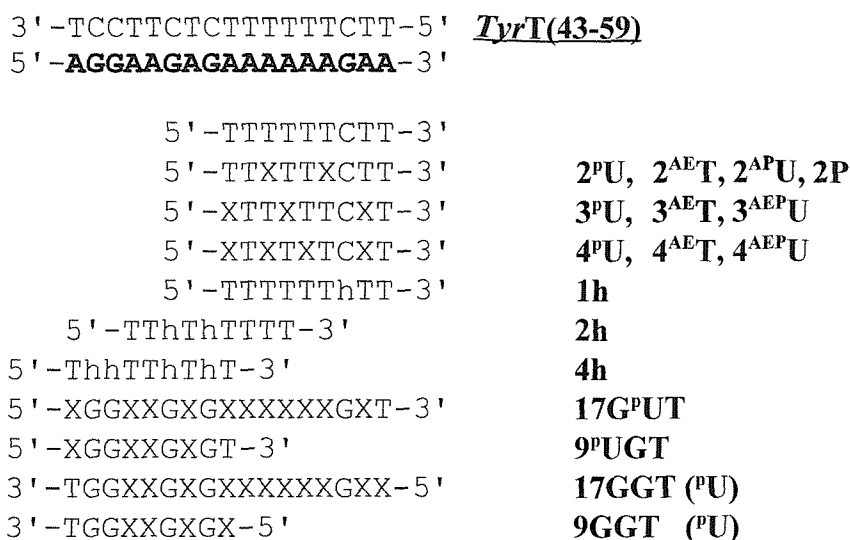 3'-TCCTTCTCTTTTTTCTT-5' TyrT(43-59)
5'-AGGAAGAGAAAAAAGAA-3'
5'-TTTTTTCTT-3'
5'-TTXTTXCTT-3' 2ᵖU, 2ᴬᴱT, 2ᴬᴾU, 2P
5'-XTTXTTCXT-3' 3ᵖU, 3ᴬᴱT, 3ᴬᴱᴾU
5'-XTXTXTCXT-3' 4ᵖU, 4ᴬᴱT, 4ᴬᴱᴾU
5'-TTTTTThTT-3' 1h
5'-TThThTTTT-3' 2h
5'-ThhTThThT-3' 4h
5'-XGGXXGXGXXXXXXGXT-3' 17GᵖUT
5'-XGGXXGXGT-3' 9ᵖUGT
3'-TGGXXGXGXXXXXXGXX-5' 17GGT (ᵖU)
3'-TGGXXGXGX-5' 9GGT (ᵖU)